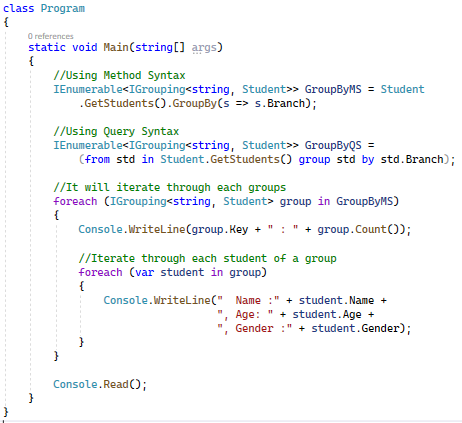 class Program
{
0 references
static void Main(string[] args)
{
//Using Method Syntax
IEnumerable<IGrouping<string, Student>> GroupByMS = Student
.GetStudents().GroupBy(s => s.Branch);
//Using Query Syntax
IEnumerable<IGrouping<string, Student>> GroupByQS =
(from std in Student.GetStudents() group std by std.Branch);
//It will iterate through each groups
foreach (IGrouping<string, Student> group in GroupByMS)
{
Console.WriteLine(group.Key + " : " + group.Count());
//Iterate through each student of a group
foreach (var student in group)
{
Console.WriteLine("  Name :" + student.Name +
", Age: " + student.Age +
", Gender :" + student.Gender);
}
}
Console.Read();
}
}